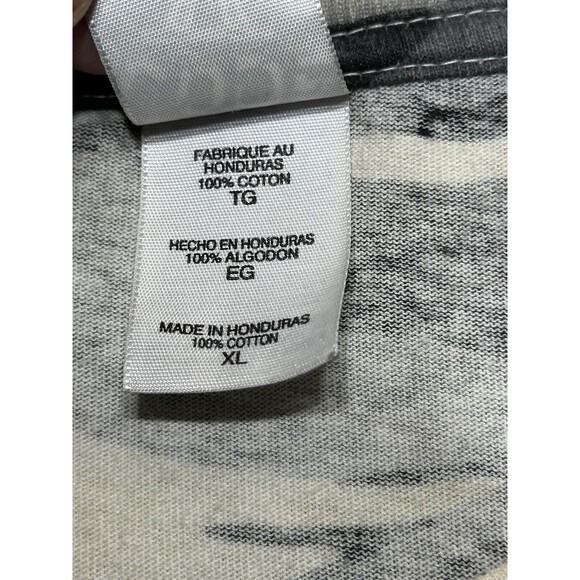 FABRIQUE AU
HONDURAS
100% COTON
TG
HECHO EN HONDURAS
100% ALGODON
EG
MADE IN HONDURAS
100% COTTON
XL